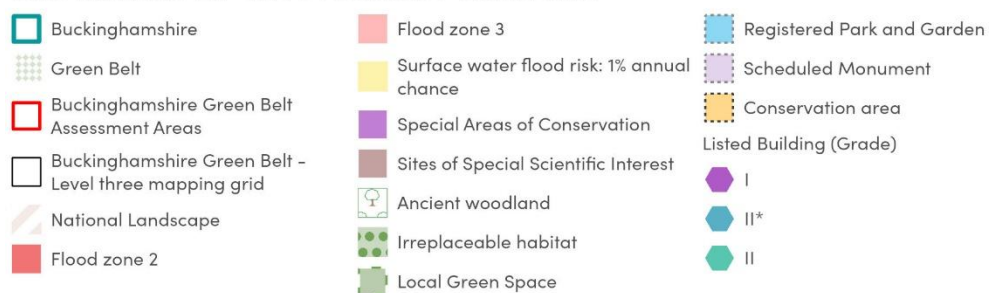 Buckinghamshire
Green Belt
Buckinghamshire Green Belt
Assessment Areas
Buckinghamshire Green Belt -
Level three mapping grid
National Landscape
Flood zone 2
Flood zone 3
Surface water flood risk: 1% annual
chance
Special Areas of Conservation
Sites of Special Scientific Interest
Ancient woodland
Irreplaceable habitat
Local Green Space
Registered Park and Garden
Scheduled Monument
Conservation area
Listed Building (Grade)
I
II*
II